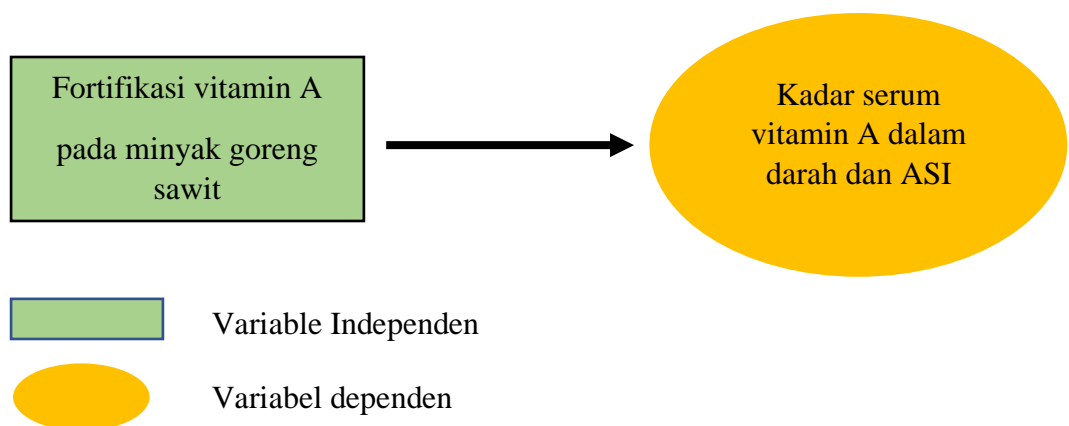 Fortifikasi vitamin A
pada minyak goreng
sawit
Kadar serum
vitamin A dalam
darah dan ASI
Variable Independen
Variabel dependen